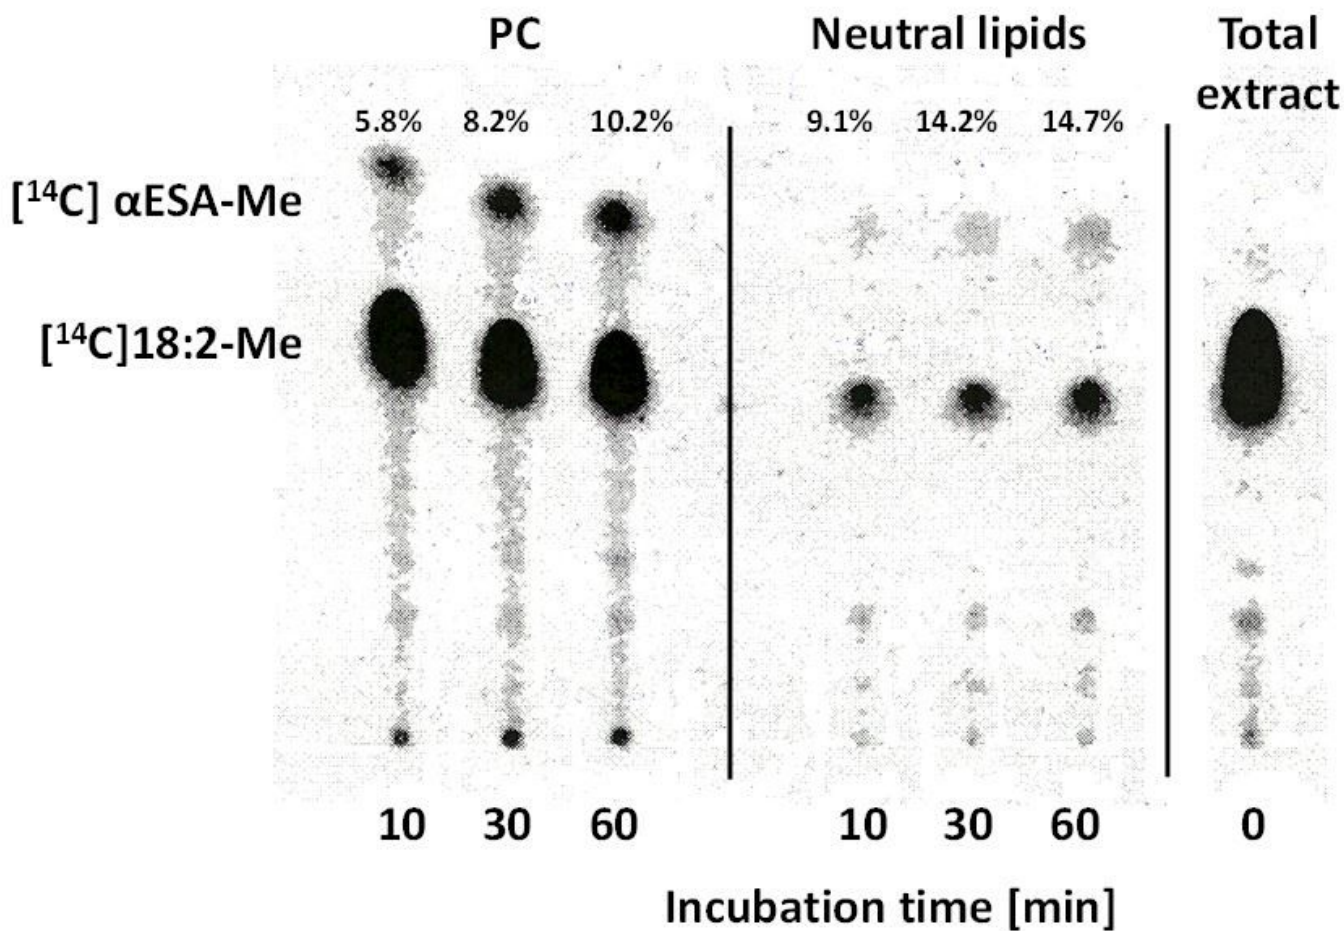 PC Neutral lipids Total
extract
5.8% 8.2% 10.2% 9.1% 14.2% 14.7%
[¹⁴C] αESA-Me
[¹⁴C]18:2-Me
10 30 60 10 30 60 0
Incubation time [min]